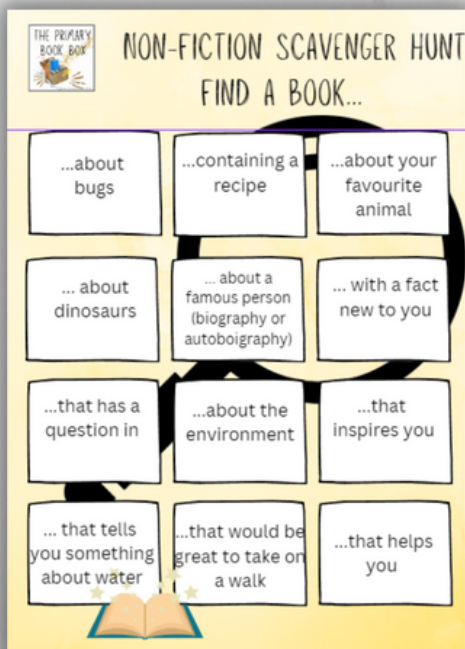 THE PRIMARY
BOOK BOX
NON-FICTION SCAVENGER HUNT
FIND A BOOK...
...about
bugs
...containing a
recipe
...about your
favourite
animal
... about
dinosaurs
... about a
famous person
(biography or
autoboigraphy)
... with a fact
new to you
...that has a
question in
...about the
environment
...that
inspires you
... that tells
you something
about water
...that would be
great to take on
a walk
...that helps
you